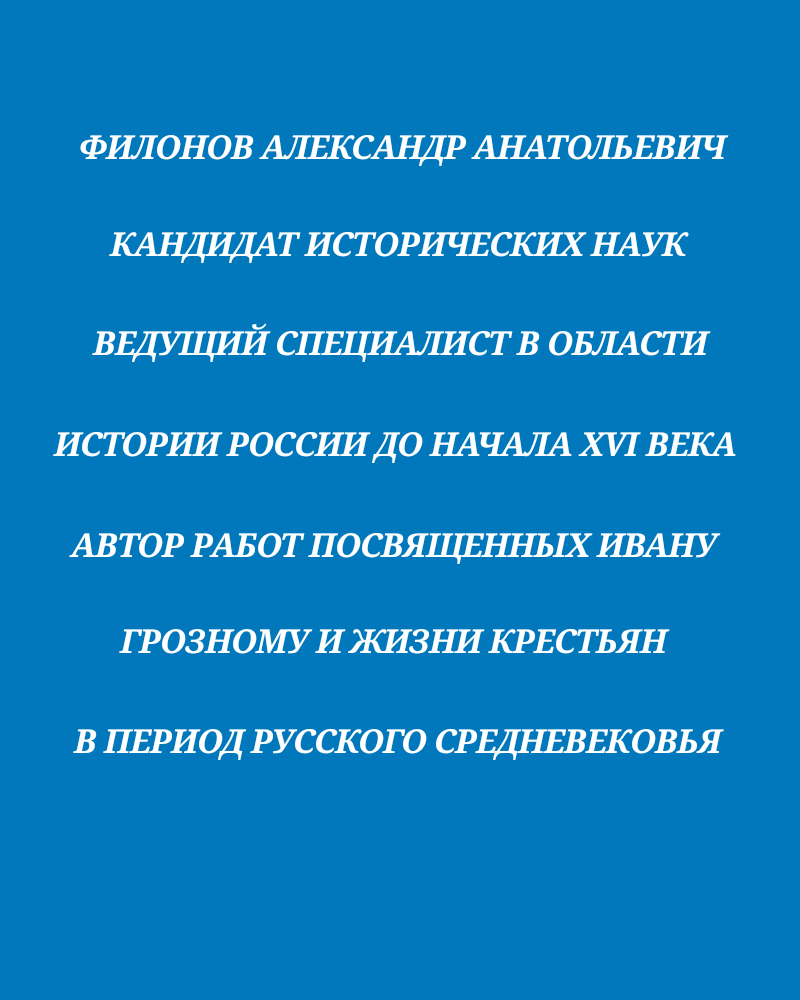 ФИЛОНОВ АЛЕКСАНДР АНАТОЛЬЕВИЧ
КАНДИДАТ ИСТОРИЧЕСКИХ НАУК
ВЕДУЩИЙ СПЕЦИАЛИСТ В ОБЛАСТИ
ИСТОРИИ РОССИИ ДО НАЧАЛА XVI ВЕКА
АВТОР РАБОТ ПОСВЯЩЕННЫХ ИВАНУ
ГРОЗНОМУ И ЖИЗНИ КРЕСТЬЯН
В ПЕРИОД РУССКОГО СРЕДНЕВЕКОВЬЯ